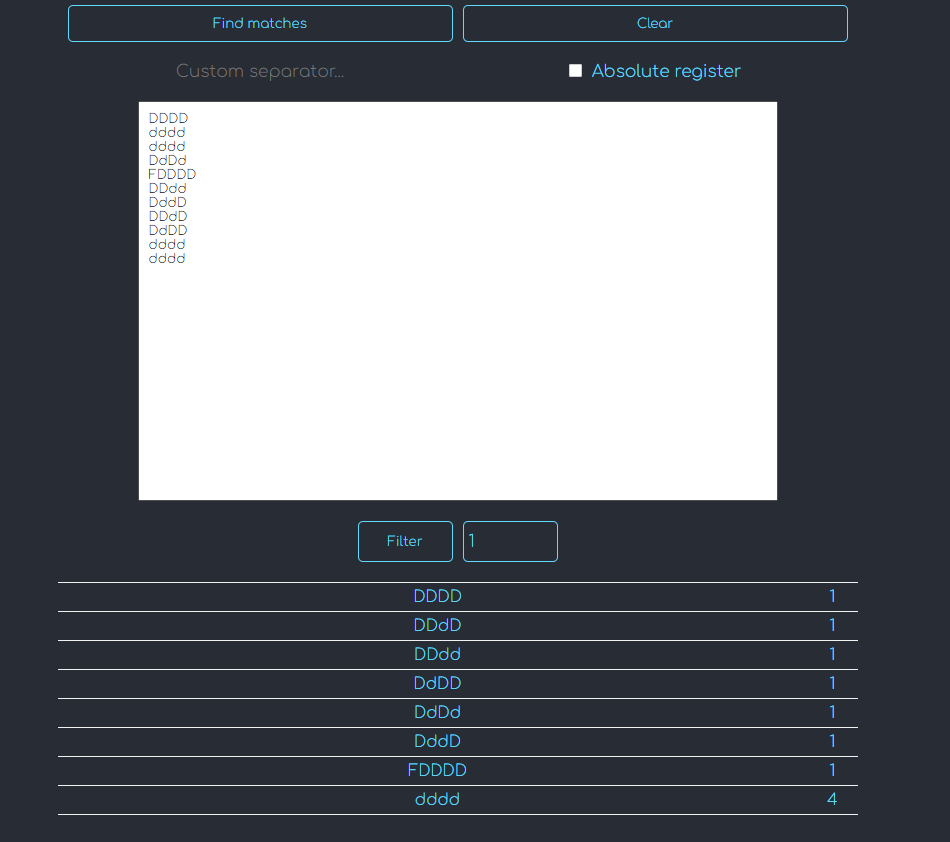 Find matches
Clear
Custom separator...
Absolute register
DDDD
dddd
dddd
DdDd
FDDDD
DDdd
DddD
DDdD
DdDD
dddd
dddd
Filter
1
DDDD 1
DDdD 1
DDdd 1
DdDD 1
DdDd 1
DddD 1
FDDDD 1
dddd 4